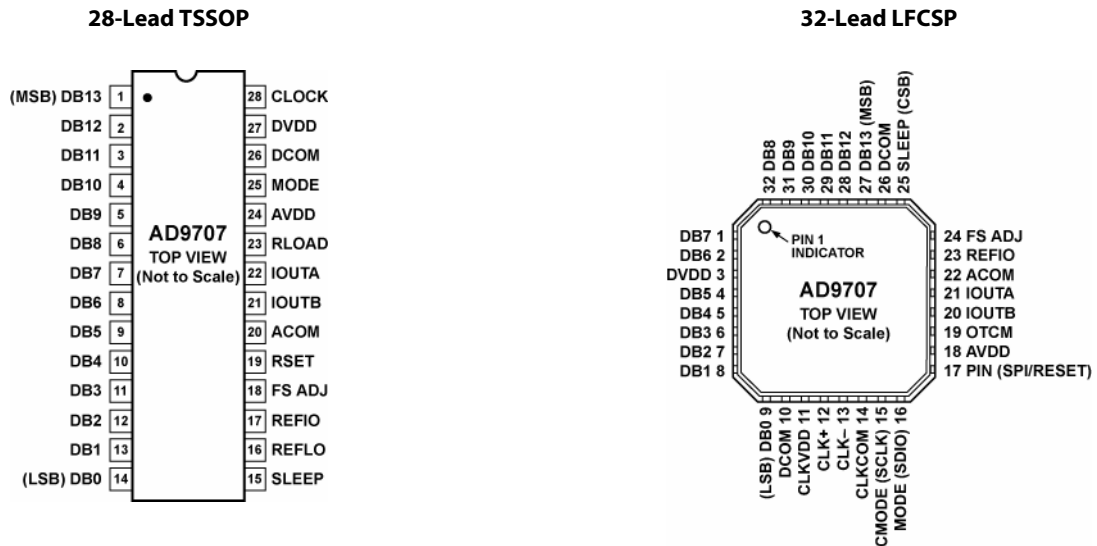 28-Lead TSSOP
(MSB) DB13 1
DB12 2
DB11 3
DB10 4
DB9 5
DB8 6
DB7 7
DB6 8
DB5 9
DB4 10
DB3 11
DB2 12
DB1 13
(LSB) DB0 14
AD9707
TOP VIEW
(Not to Scale)
28 CLOCK
27 DVDD
26 DCOM
25 MODE
24 AVDD
23 RLOAD
22 IOUTA
21 IOUTB
20 ACOM
19 RSET
18 FS ADJ
17 REFIO
16 REFLO
15 SLEEP
32-Lead LFCSP
32 DB8
31 DB9
30 DB10
29 DB11
28 DB12
27 DB13 (MSB)
26 DCOM
25 SLEEP (CSB)
DB7 1
DB6 2
DVDD 3
DB5 4
DB4 5
DB3 6
DB2 7
DB1 8
PIN 1
INDICATOR
AD9707
TOP VIEW
(Not to Scale)
24 FS ADJ
23 REFIO
22 ACOM
21 IOUTA
20 IOUTB
19 OTCM
18 AVDD
17 PIN (SPI/RESET)
(LSB) DB0 9
DCOM 10
CLKVDD 11
CLK+ 12
CLK– 13
CLKCOM 14
CMODE (SCLK) 15
MODE (SDIO) 16